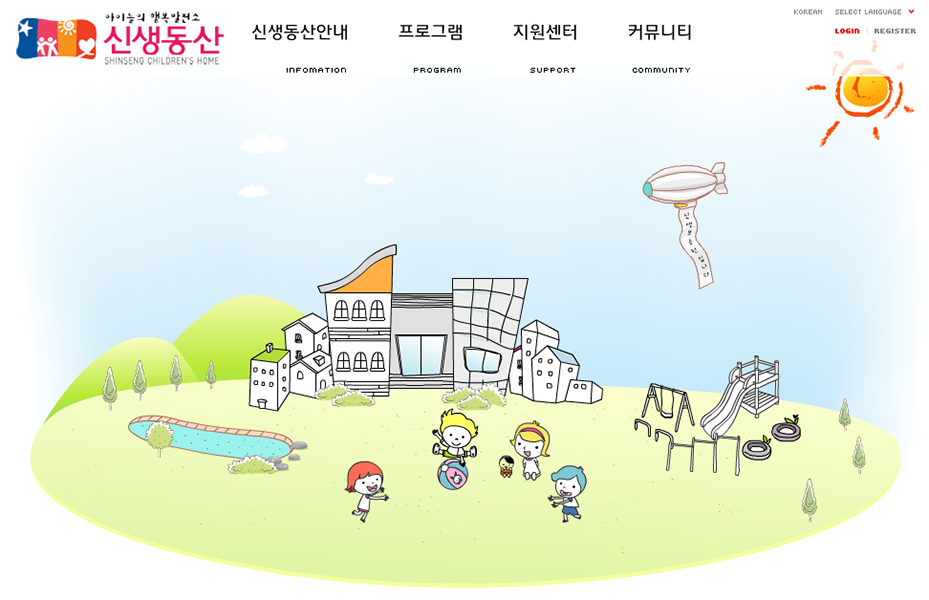 KOREAN SELECT LANGUAGE
LOGIN | REGISTER
아이들의 행복발전소
신생동산
SHINSENG CHILDREN'S HOME
신생동산안내 프로그램 지원센터 커뮤니티
INFOMATION PROGRAM SUPPORT COMMUNITY